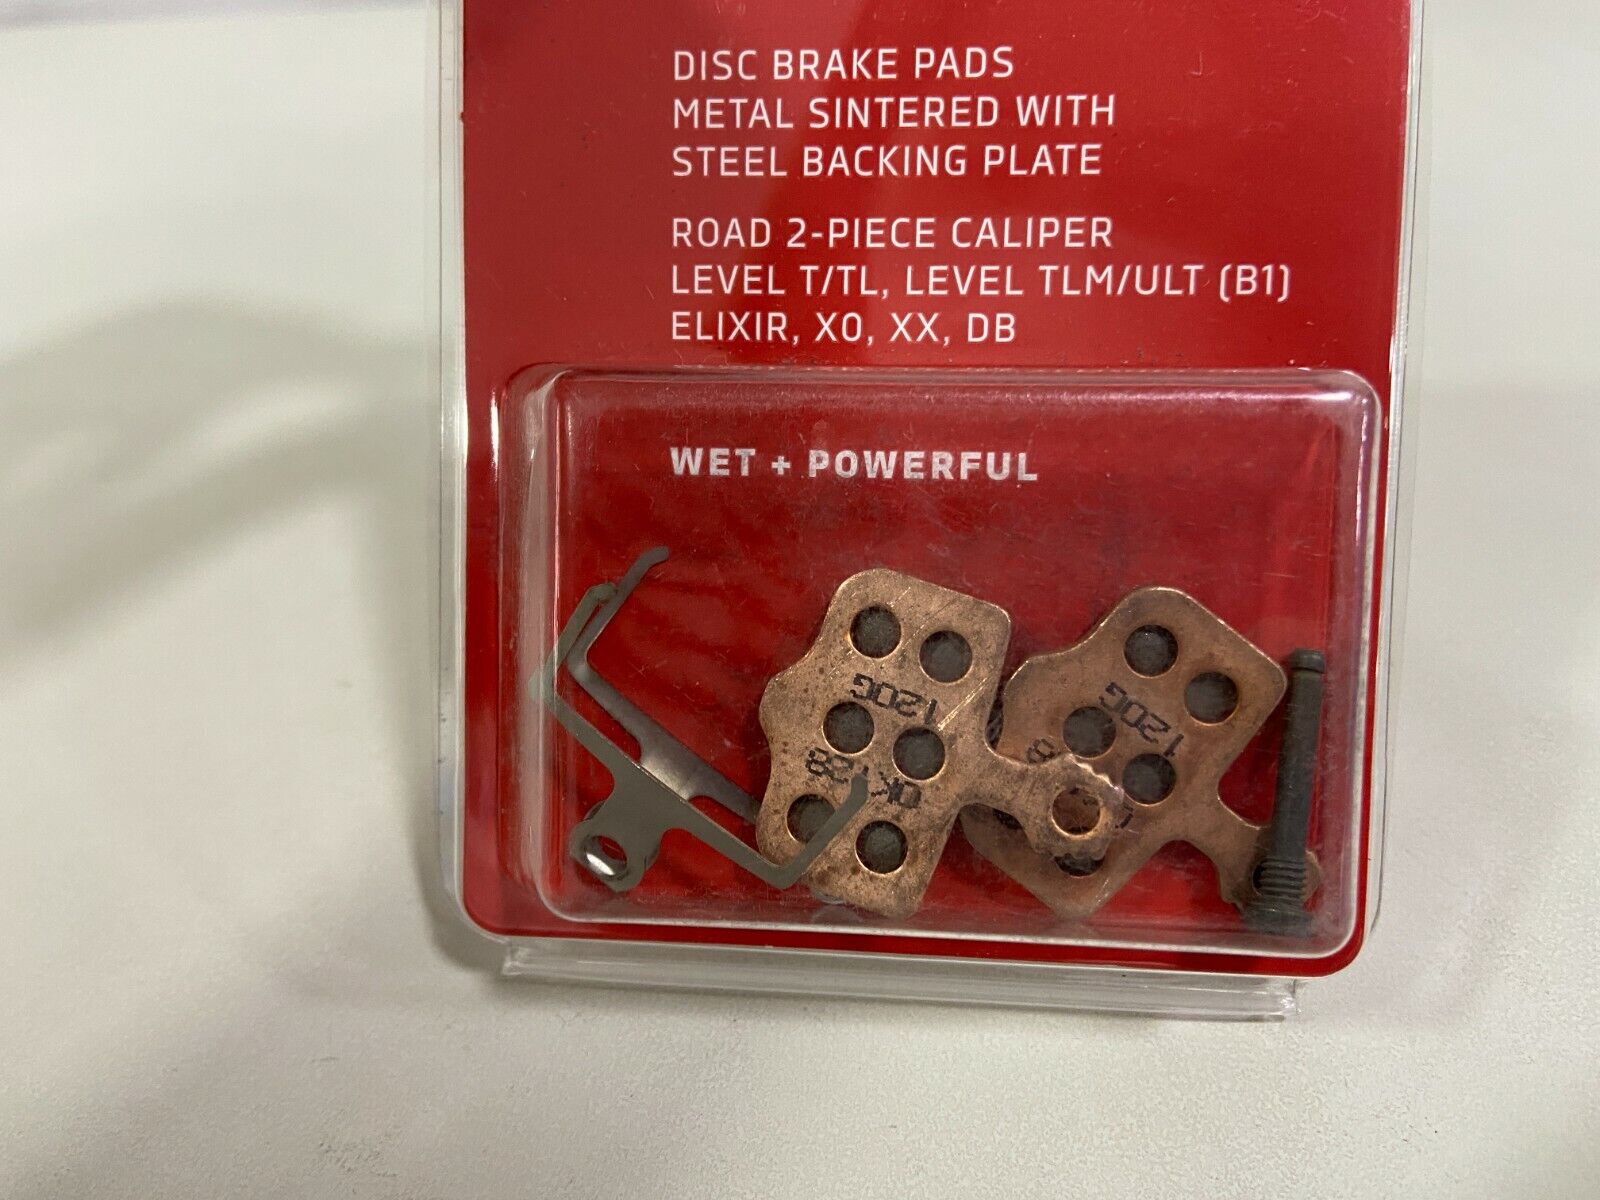 DISC BRAKE PADS
METAL SINTERED WITH
STEEL BACKING PLATE
ROAD 2-PIECE CALIPER
LEVEL T/TL, LEVEL TLM/ULT (B1)
ELIXIR, X0, XX, DB
WET + POWERFUL
120G
OK128
120G